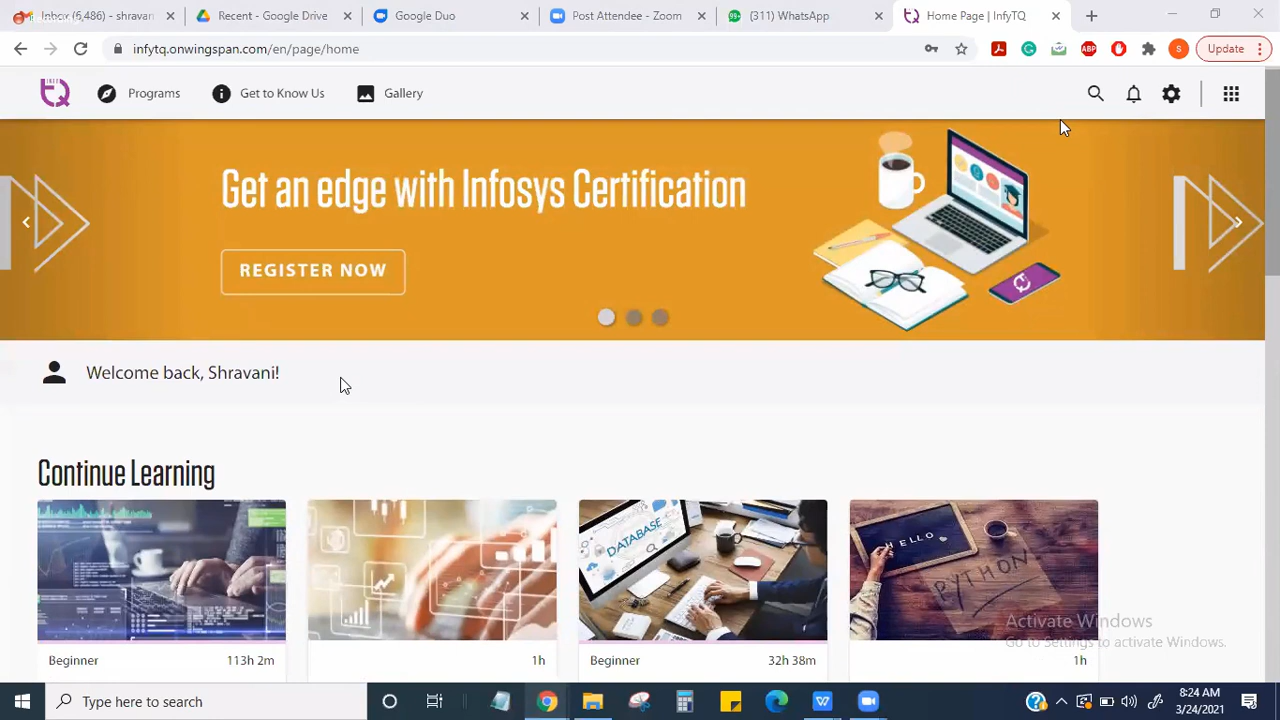 Inbox (6,486) - shravan
Recent - Google Drive
Google Duo
Post Attendee - Zoom
99+
(311) WhatsApp
Home Page | InfyTQ
infytq.onwingspan.com/en/page/home
ABP
S
Update
Programs
Get to Know Us
Gallery
Get an edge with Infosys Certification
REGISTER NOW
Welcome back, Shravani!
Continue Learning
DATABASE
HELLO
PYTHON
Activate Windows
Go to Settings to activate Windows.
Beginner
113h 2m
1h
Beginner
32h 38m
1h
Type here to search
8:24 AM
3/24/2021